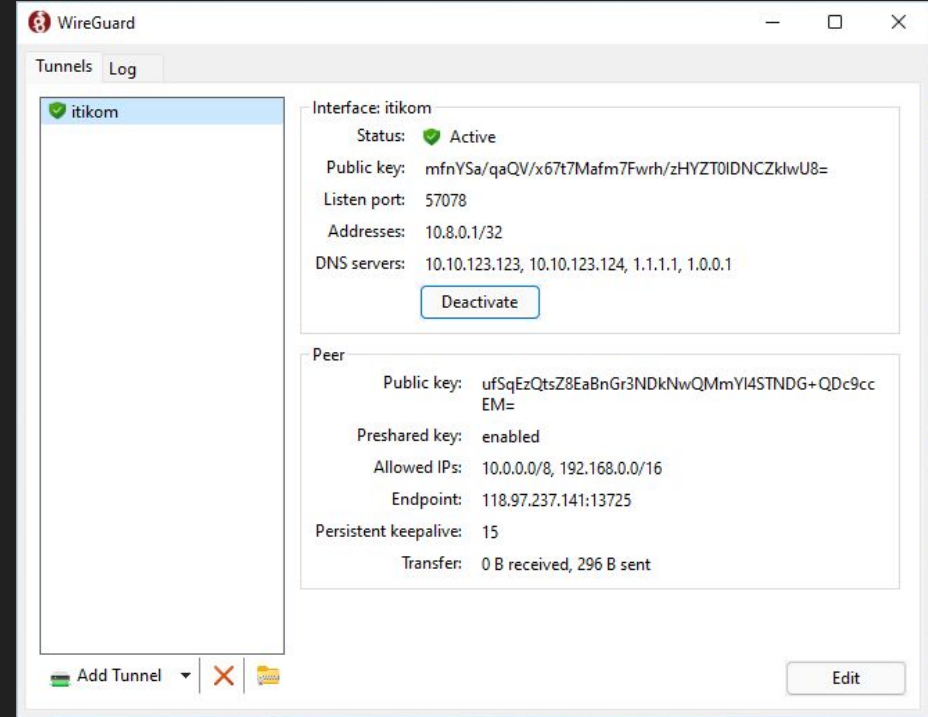 WireGuard
Tunnels Log
itikom
Interface: itikom
Status: Active
Public key: mfnYSa/qaQV/x67t7Mafm7Fwrh/zHYZT0IDNCZkIwU8=
Listen port: 57078
Addresses: 10.8.0.1/32
DNS servers: 10.10.123.123, 10.10.123.124, 1.1.1.1, 1.0.0.1
Deactivate
Peer
Public key: ufSqEzQtsZ8EaBnGr3NDkNwQMmYI4STNDG+QDc9cc
EM=
Preshared key: enabled
Allowed IPs: 10.0.0.0/8, 192.168.0.0/16
Endpoint: 118.97.237.141:13725
Persistent keepalive: 15
Transfer: 0 B received, 296 B sent
Add Tunnel
Edit